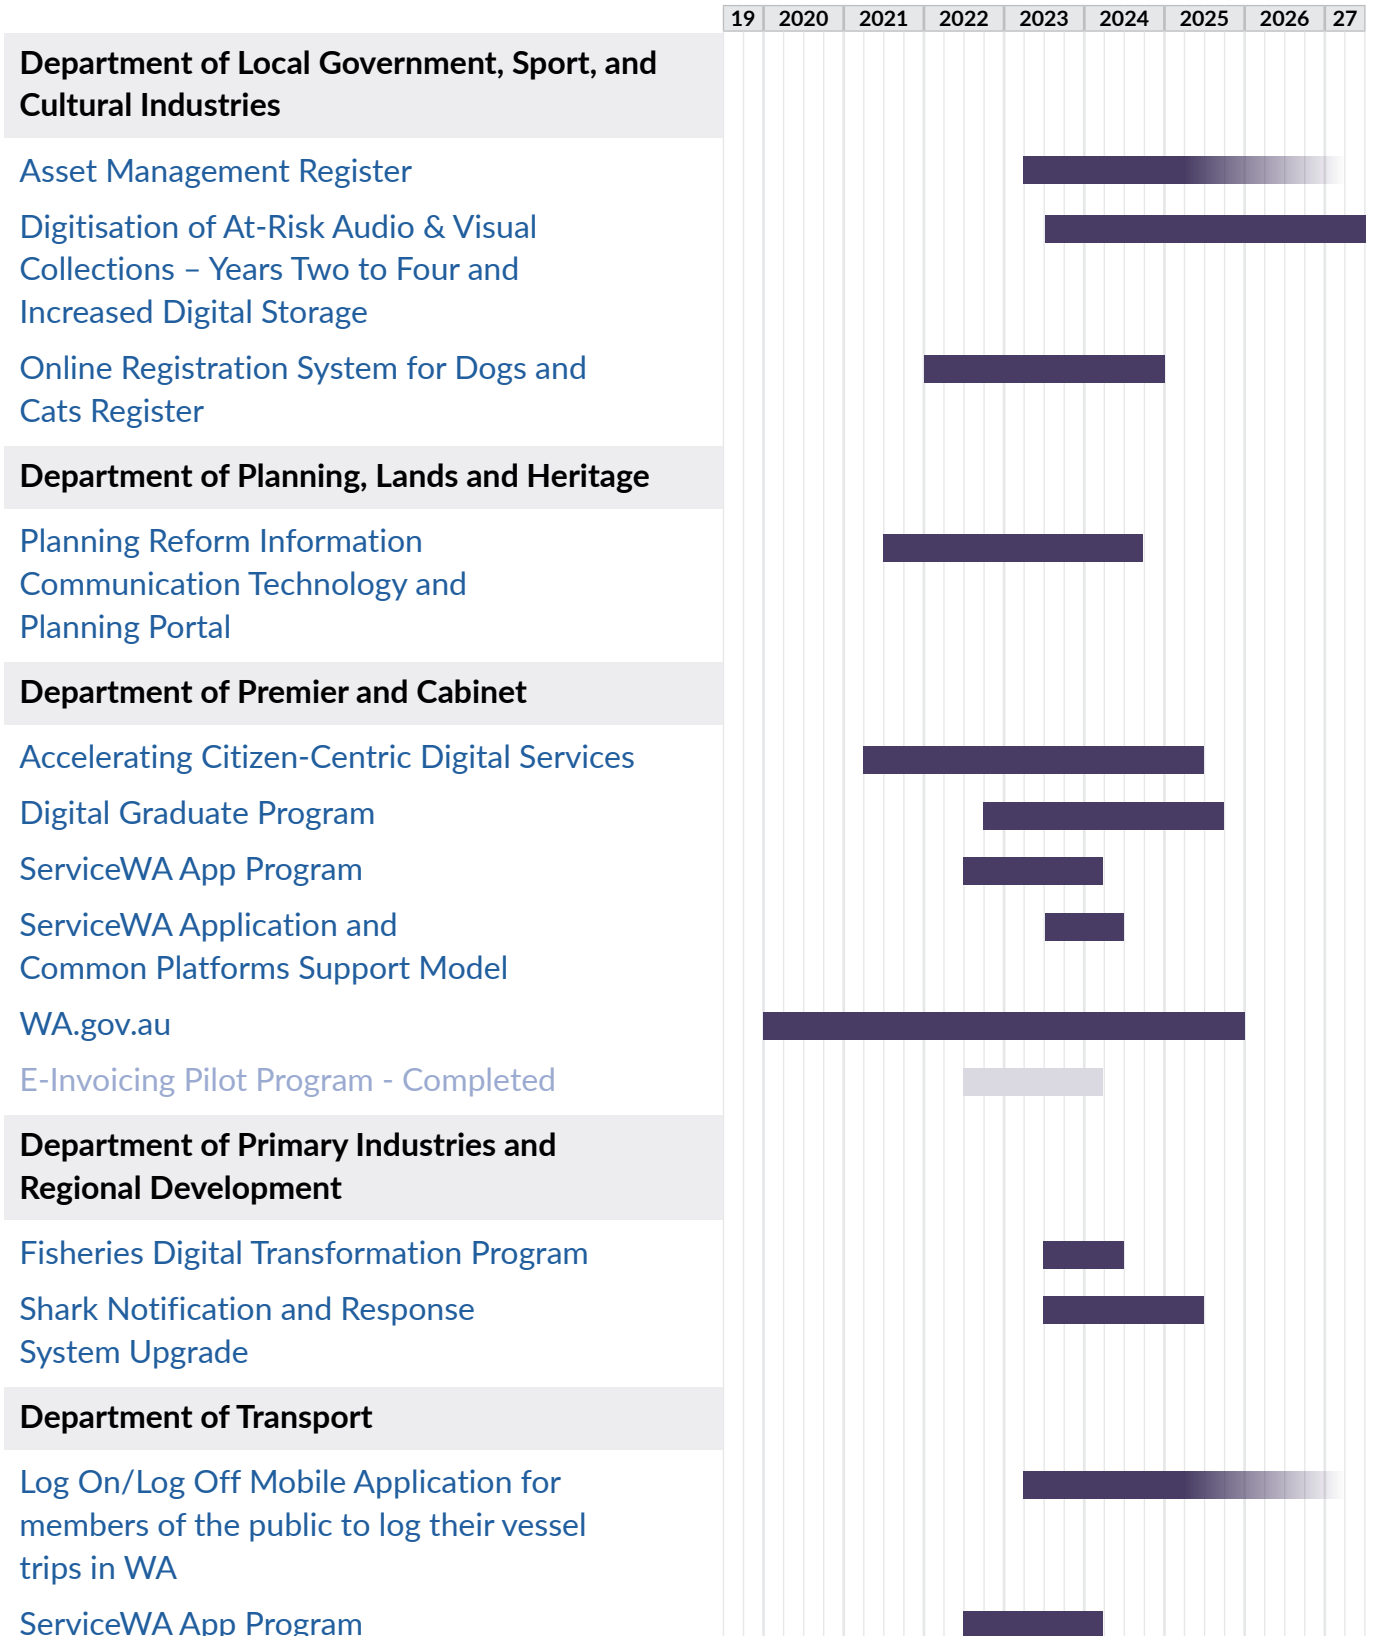 19 2020 2021 2022 2023 2024 2025 2026 27
Department of Local Government, Sport, and
Cultural Industries
Asset Management Register
Digitisation of At-Risk Audio & Visual
Collections – Years Two to Four and
Increased Digital Storage
Online Registration System for Dogs and
Cats Register
Department of Planning, Lands and Heritage
Planning Reform Information
Communication Technology and
Planning Portal
Department of Premier and Cabinet
Accelerating Citizen-Centric Digital Services
Digital Graduate Program
ServiceWA App Program
ServiceWA Application and
Common Platforms Support Model
WA.gov.au
E-Invoicing Pilot Program - Completed
Department of Primary Industries and
Regional Development
Fisheries Digital Transformation Program
Shark Notification and Response
System Upgrade
Department of Transport
Log On/Log Off Mobile Application for
members of the public to log their vessel
trips in WA
ServiceWA App Program